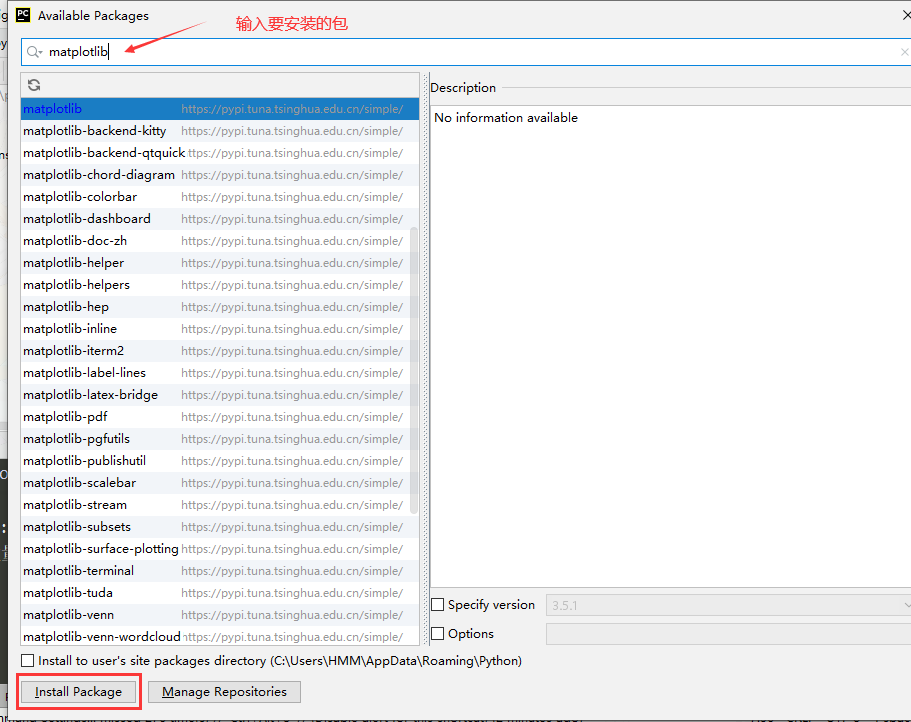 PC Available Packages
输入要安装的包
matplotlib
matplotlib https://pypi.tuna.tsinghua.edu.cn/simple/
matplotlib-backend-kitty https://pypi.tuna.tsinghua.edu.cn/simple/
matplotlib-backend-qtquick ttps://pypi.tuna.tsinghua.edu.cn/simple/
matplotlib-chord-diagram https://pypi.tuna.tsinghua.edu.cn/simple/
matplotlib-colorbar https://pypi.tuna.tsinghua.edu.cn/simple/
matplotlib-dashboard https://pypi.tuna.tsinghua.edu.cn/simple/
matplotlib-doc-zh https://pypi.tuna.tsinghua.edu.cn/simple/
matplotlib-helper https://pypi.tuna.tsinghua.edu.cn/simple/
matplotlib-helpers https://pypi.tuna.tsinghua.edu.cn/simple/
matplotlib-hep https://pypi.tuna.tsinghua.edu.cn/simple/
matplotlib-inline https://pypi.tuna.tsinghua.edu.cn/simple/
matplotlib-iterm2 https://pypi.tuna.tsinghua.edu.cn/simple/
matplotlib-label-lines https://pypi.tuna.tsinghua.edu.cn/simple/
matplotlib-latex-bridge https://pypi.tuna.tsinghua.edu.cn/simple/
matplotlib-pdf https://pypi.tuna.tsinghua.edu.cn/simple/
matplotlib-pgfutils https://pypi.tuna.tsinghua.edu.cn/simple/
matplotlib-publishutil https://pypi.tuna.tsinghua.edu.cn/simple/
matplotlib-scalebar https://pypi.tuna.tsinghua.edu.cn/simple/
matplotlib-stream https://pypi.tuna.tsinghua.edu.cn/simple/
matplotlib-subsets https://pypi.tuna.tsinghua.edu.cn/simple/
matplotlib-surface-plotting https://pypi.tuna.tsinghua.edu.cn/simple/
matplotlib-terminal https://pypi.tuna.tsinghua.edu.cn/simple/
matplotlib-tuda https://pypi.tuna.tsinghua.edu.cn/simple/
matplotlib-venn https://pypi.tuna.tsinghua.edu.cn/simple/
matplotlib-venn-wordcloud https://pypi.tuna.tsinghua.edu.cn/simple/
Description
No information available
Specify version 3.5.1
Options
Install to user's site packages directory (C:\Users\HMM\AppData\Roaming\Python)
Install Package Manage Repositories